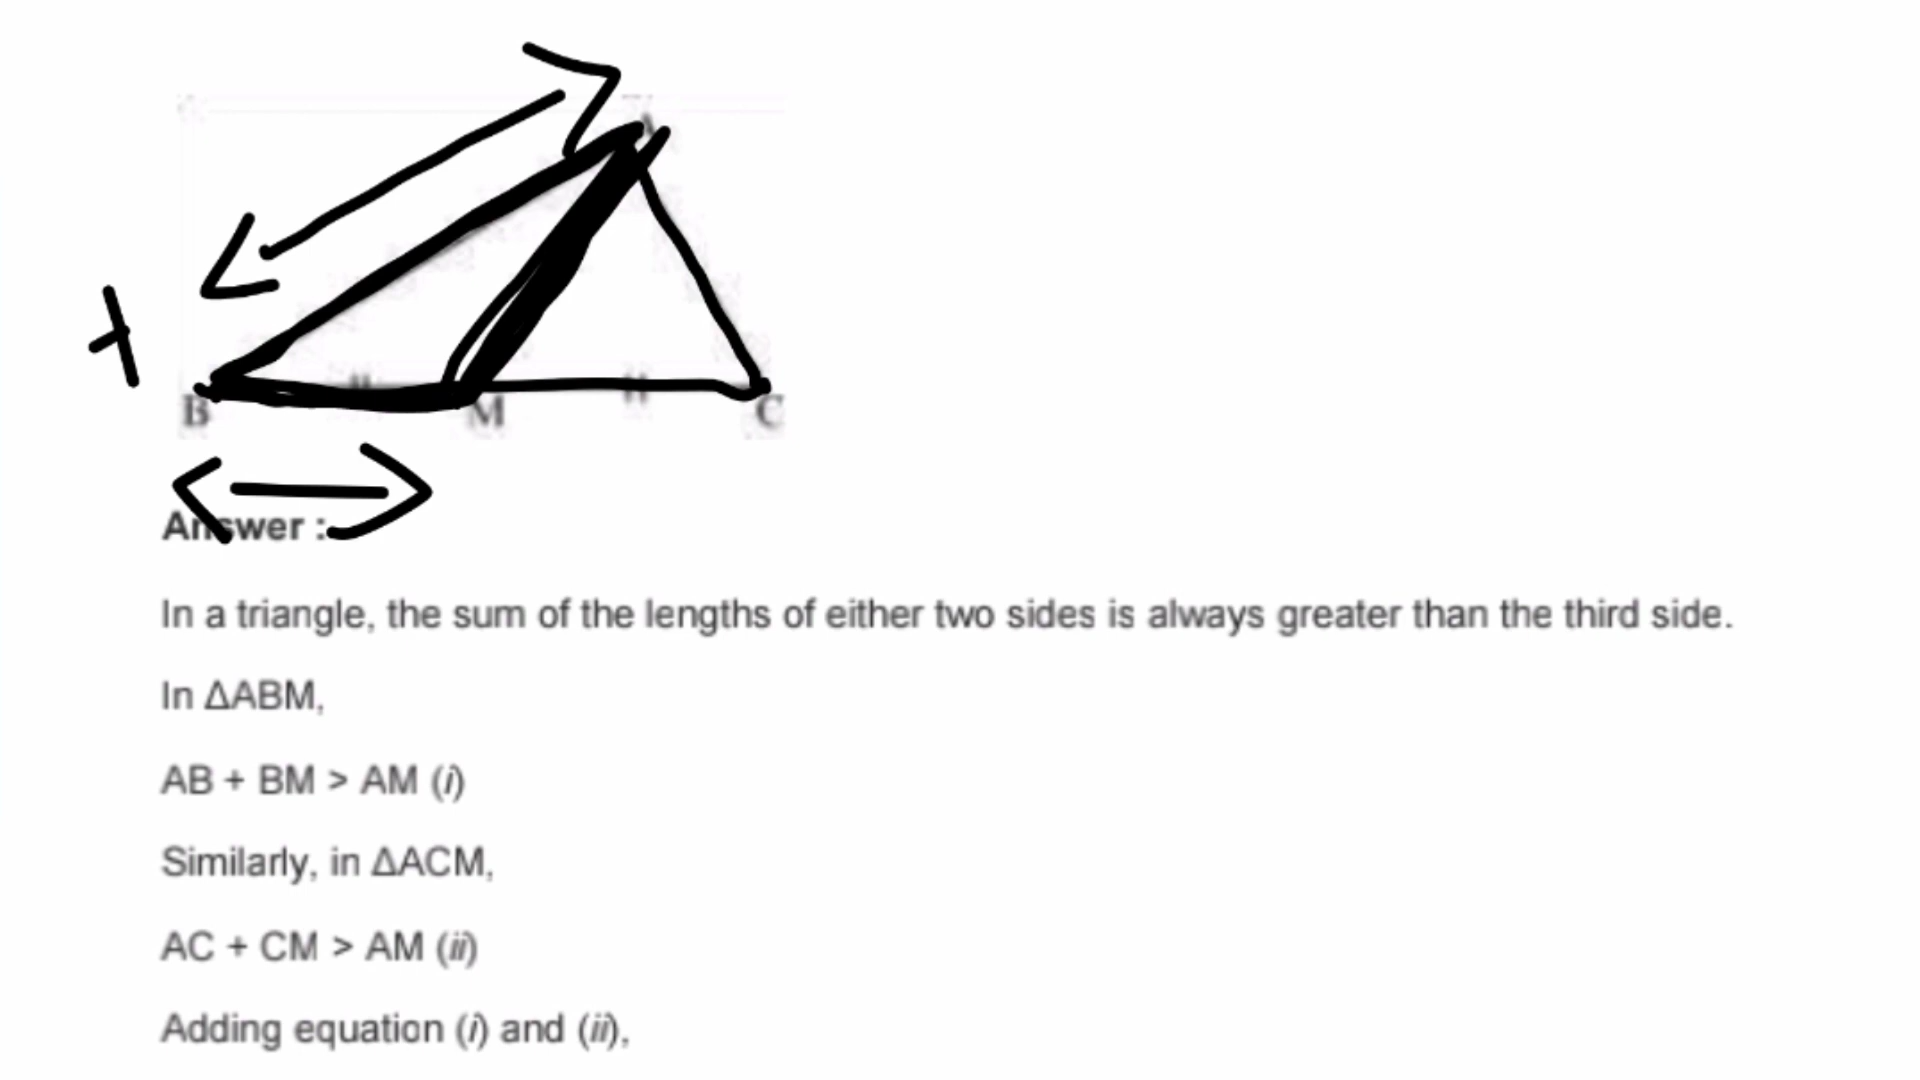 A
+
B M C
Answer :
In a triangle, the sum of the lengths of either two sides is always greater than the third side.
In ΔABM,
AB + BM > AM (i)
Similarly, in ΔACM,
AC + CM > AM (ii)
Adding equation (i) and (ii),